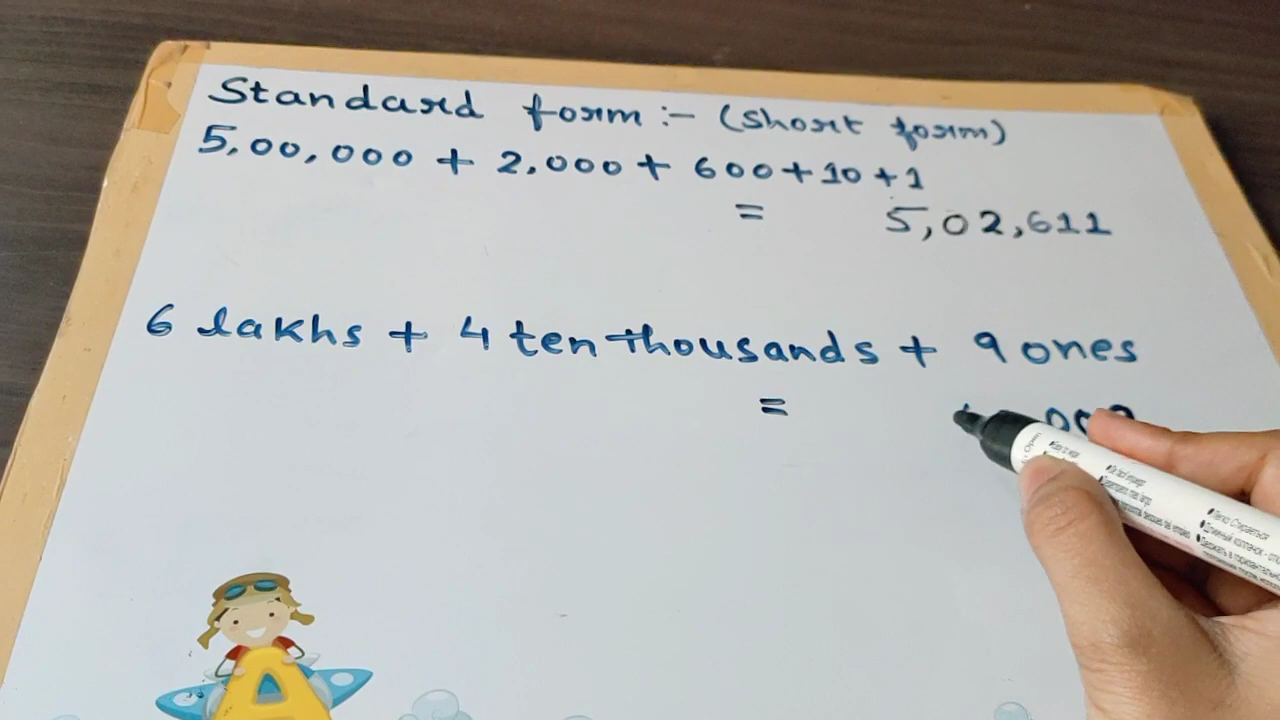 Standard form :- (short form)
5,00,000 + 2,000 + 600 + 10 + 1
= 5,02,611
6 lakhs + 4 ten thousands + 9 ones
=
A